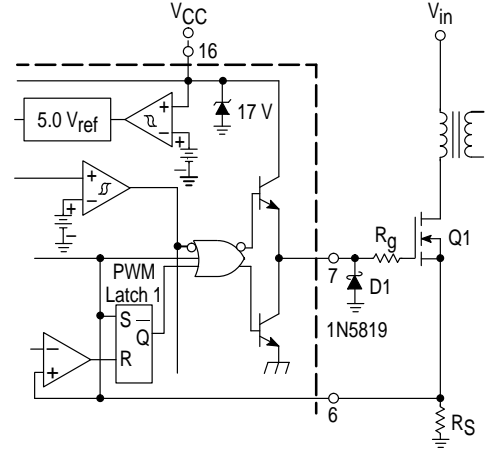 VCC
Vin
16
5.0 Vref
+
–
17 V
+
–
+
–
+
–
Rg
Q1
7
D1
PWM
Latch 1
1N5819
S
Q
R
–
+
6
RS